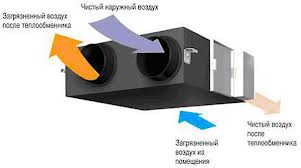 Загрязненный воздух
после теплообменника
Чистый наружный воздух
Загрязненный
воздух из
помещения
Чистый воздух
после
теплообменника